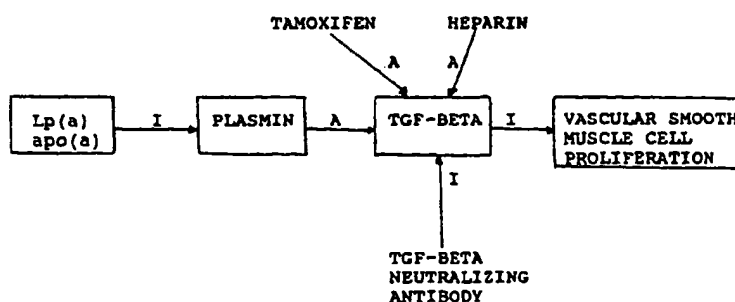 TAMOXIFEN HEPARIN
A A
Lp(a)
apo(a)
I
PLASMIN
A
TGF-BETA
I
VASCULAR SMOOTH
MUSCLE CELL
PROLIFERATION
I
TGF-BETA
NEUTRALIZING
ANTIBODY